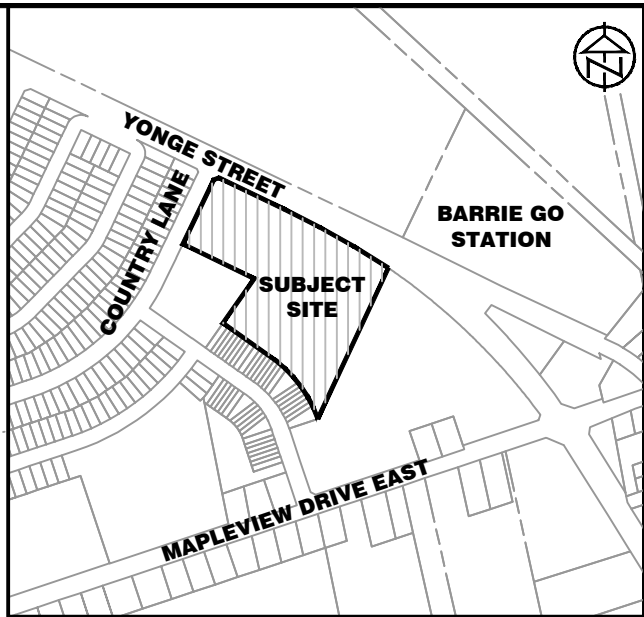 YONGE STREET
COUNTRY LANE
BARRIE GO
STATION
SUBJECT
SITE
MAPLEVIEW DRIVE EAST
N